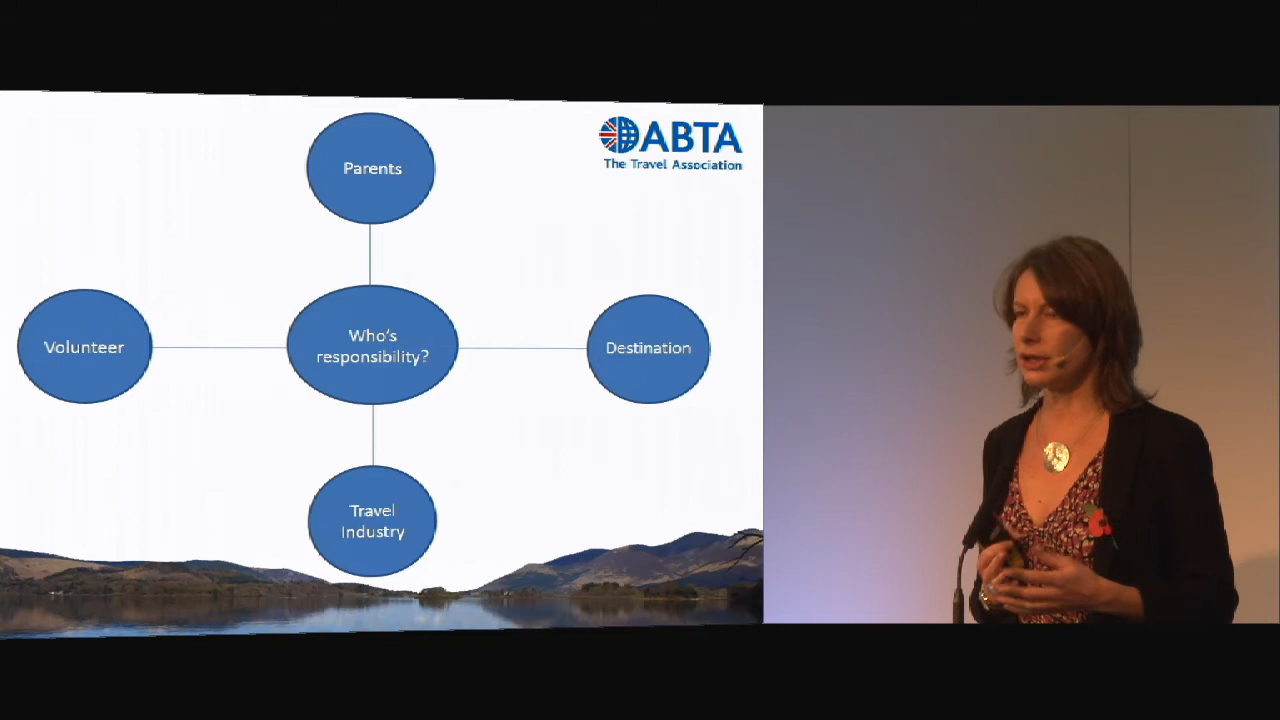 Parents
ABTA
The Travel Association
Volunteer
Who's
responsibility?
Destination
Travel
Industry